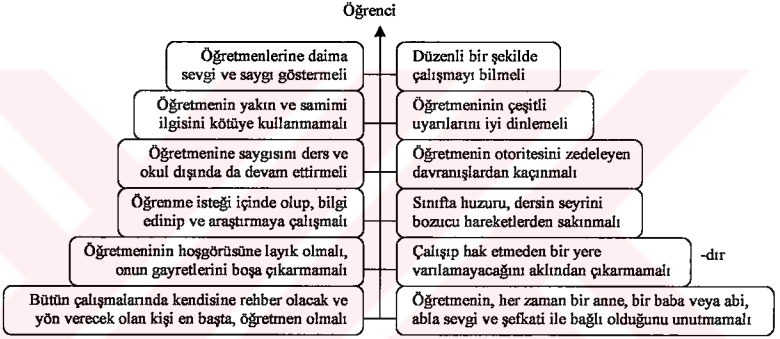 Öğrenci
Öğretmenlerine daima
sevgi ve saygı göstermeli
Düzenli bir şekilde
çalışmayı bilmeli
Öğretmenin yakın ve samimi
ilgisini kötüye kullanmamalı
Öğretmeninin çeşitli
uyarılarını iyi dinlemeli
Öğretmenine saygısını ders ve
okul dışında da devam ettirmeli
Öğretmenin otoritesini zedeleyen
davranışlardan kaçınmalı
Öğrenme isteği içinde olup, bilgi
edinip ve araştırmaya çalışmalı
Sınıfta huzuru, dersin seyrini
bozucu hareketlerden sakınmalı
Öğretmeninin hoşgörüsüne layık olmalı,
onun gayretlerini boşa çıkarmamalı
Çalışıp hak etmeden bir yere
varılamayacağını aklından çıkarmamalı
-dır
Bütün çalışmalarında kendisine rehber olacak ve
yön verecek olan kişi en başta, öğretmen olmalı
Öğretmenin, her zaman bir anne, bir baba veya abi,
abla sevgi ve şefkati ile bağlı olduğunu unutmamalı